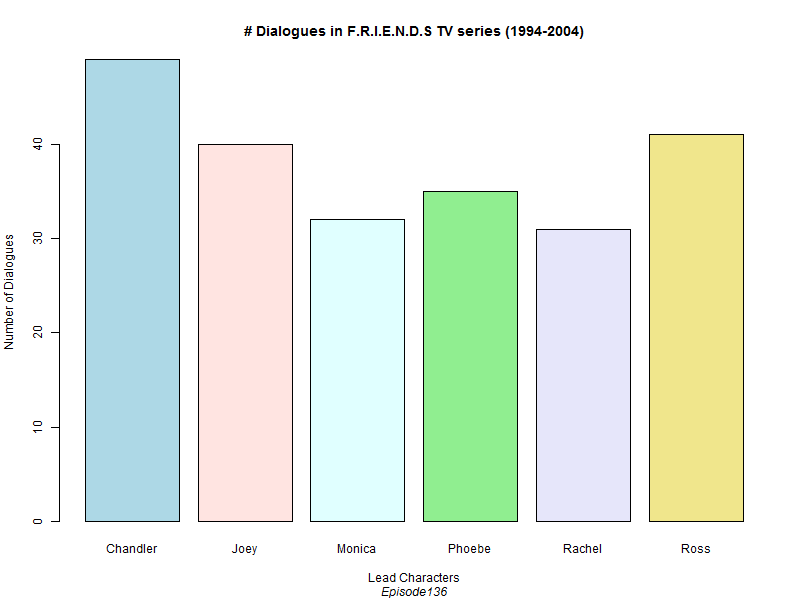 # Dialogues in F.R.I.E.N.D.S TV series (1994-2004)
Number of Dialogues
40
30
20
10
0
Chandler Joey Monica Phoebe Rachel Ross
Lead Characters
Episode136